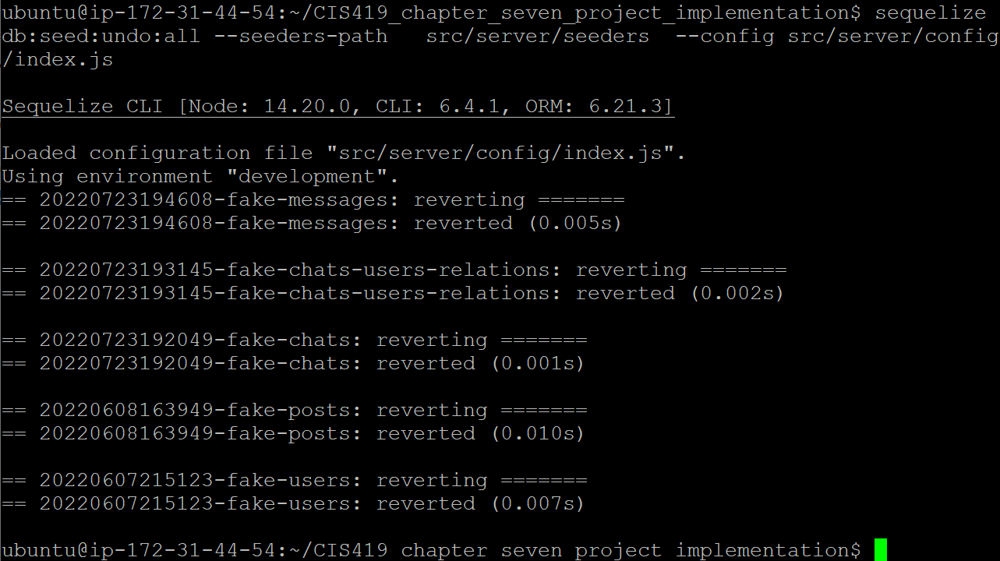 ubuntu@ip-172-31-44-54:~/CIS419_chapter_seven_project_implementation$ sequelize
db:seed:undo:all --seeders-path   src/server/seeders  --config src/server/config
/index.js
Sequelize CLI [Node: 14.20.0, CLI: 6.4.1, ORM: 6.21.3]
Loaded configuration file "src/server/config/index.js".
Using environment "development".
== 20220723194608-fake-messages: reverting =======
== 20220723194608-fake-messages: reverted (0.005s)
== 20220723193145-fake-chats-users-relations: reverting =======
== 20220723193145-fake-chats-users-relations: reverted (0.002s)
== 20220723192049-fake-chats: reverting =======
== 20220723192049-fake-chats: reverted (0.001s)
== 20220608163949-fake-posts: reverting =======
== 20220608163949-fake-posts: reverted (0.010s)
== 20220607215123-fake-users: reverting =======
== 20220607215123-fake-users: reverted (0.007s)
ubuntu@ip-172-31-44-54:~/CIS419 chapter seven project implementation$